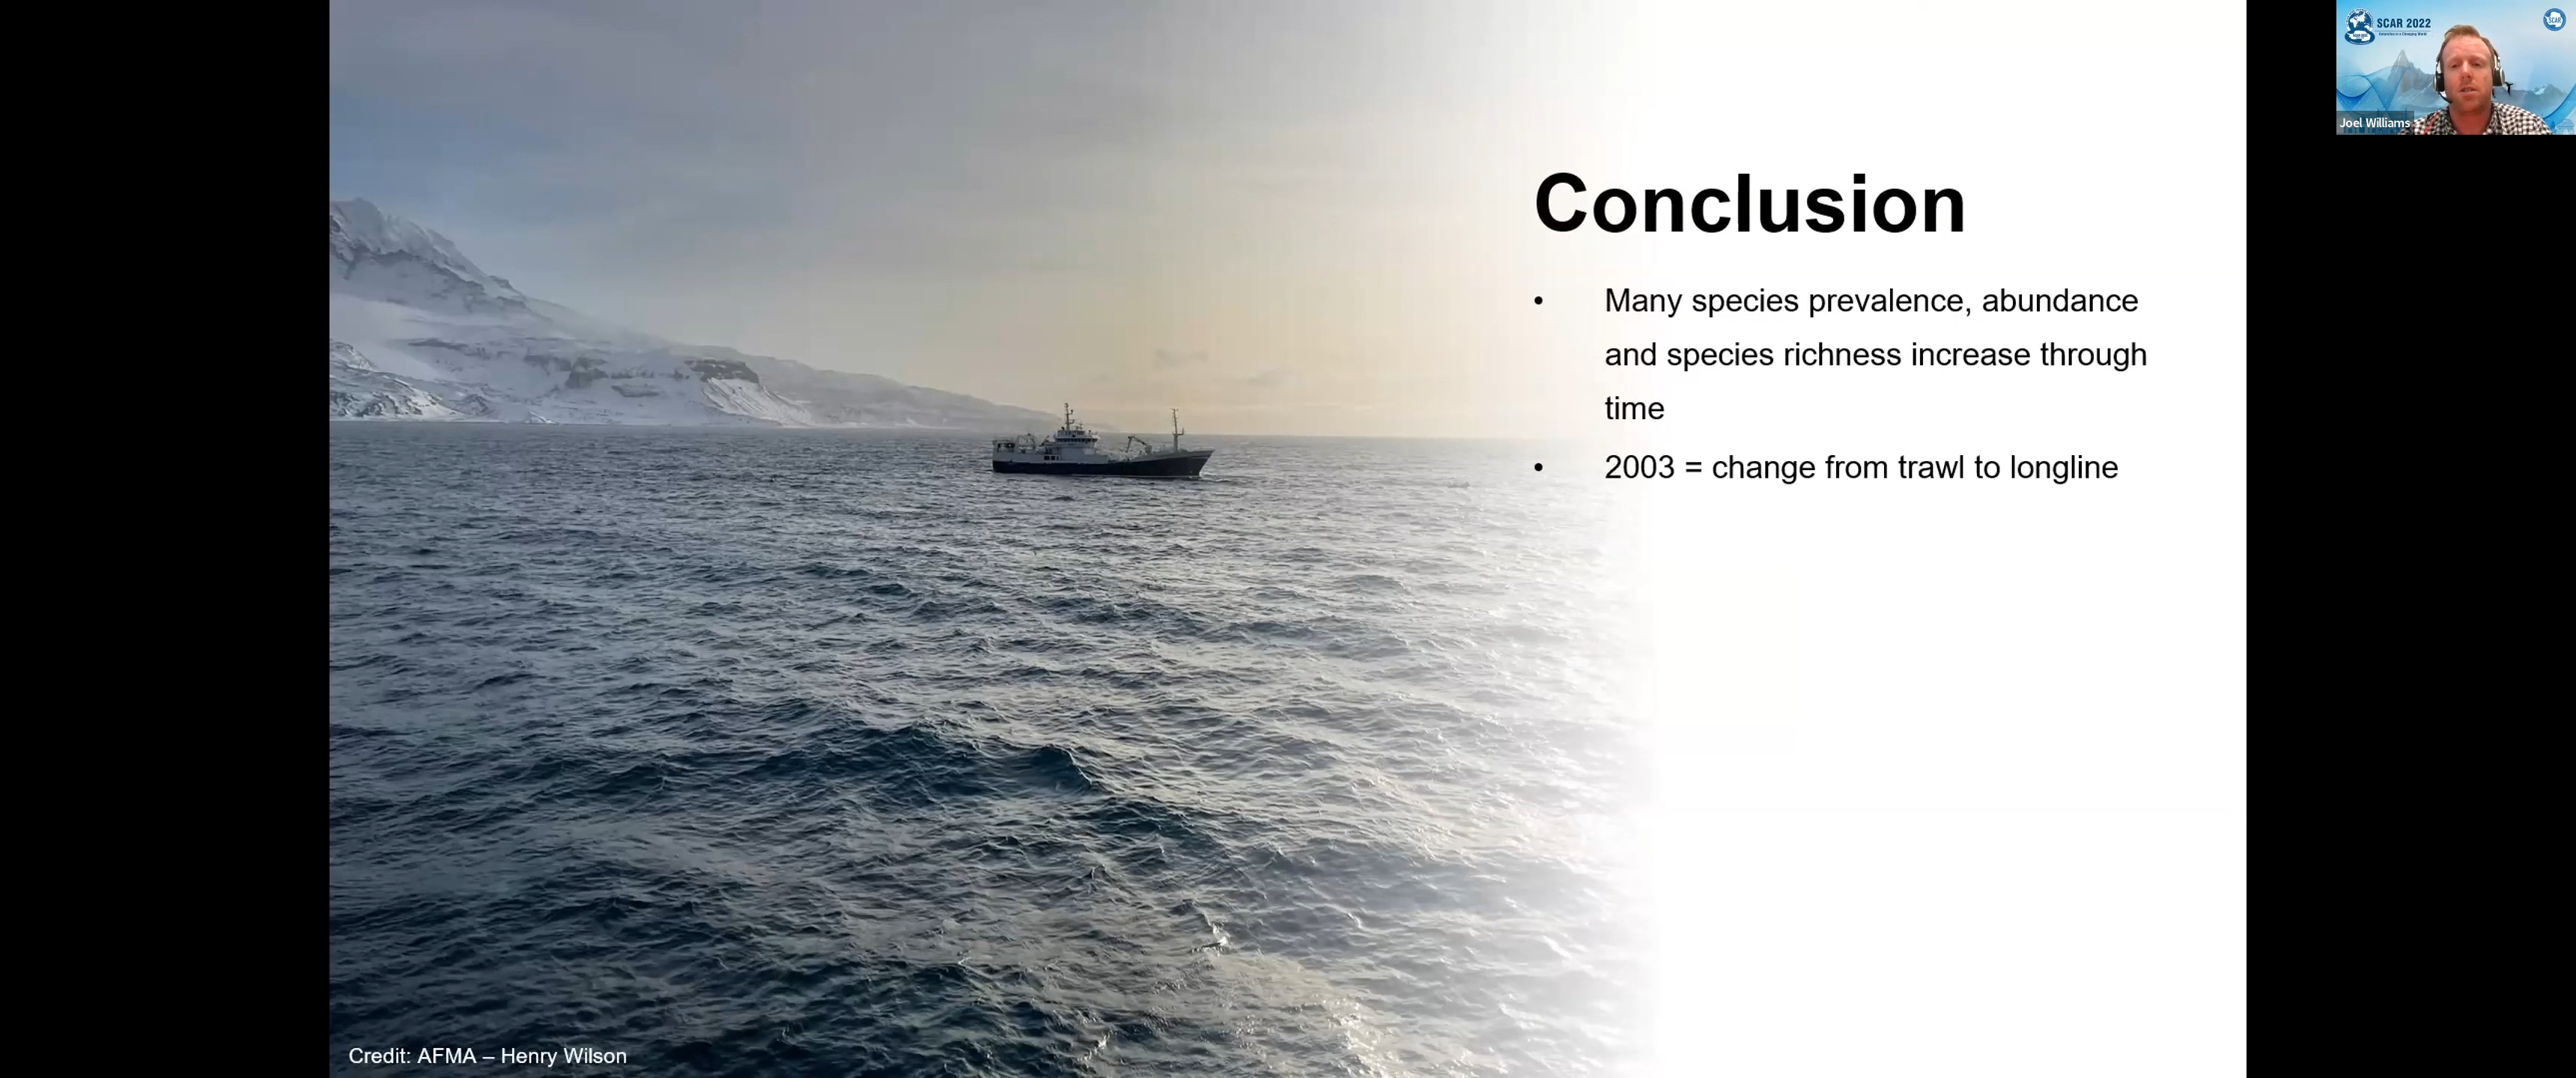 Conclusion
• Many species prevalence, abundance
and species richness increase through
time
• 2003 = change from trawl to longline
Credit: AFMA – Henry Wilson
SCAR 2022
SCAR
Joel Williams